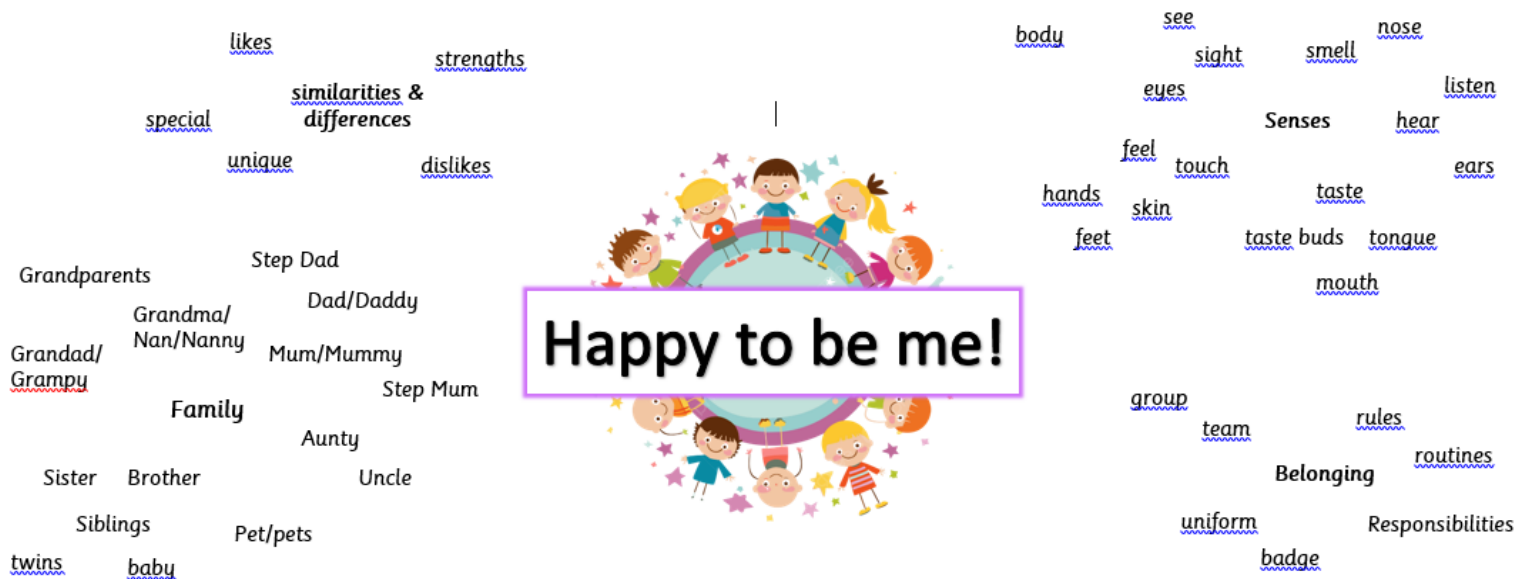 likes
strengths
similarities &
differences
special
unique
dislikes
Grandparents
Step Dad
Dad/Daddy
Grandma/
Nan/Nanny
Grandad/
Grampy
Mum/Mummy
Step Mum
Family
Aunty
Sister
Brother
Uncle
Siblings
Pet/pets
twins
baby
Happy to be me!
body
see
sight
smell
nose
eyes
listen
Senses
hear
feel
touch
ears
hands
skin
taste
feet
taste buds
tongue
mouth
group
team
rules
routines
Belonging
uniform
Responsibilities
badge